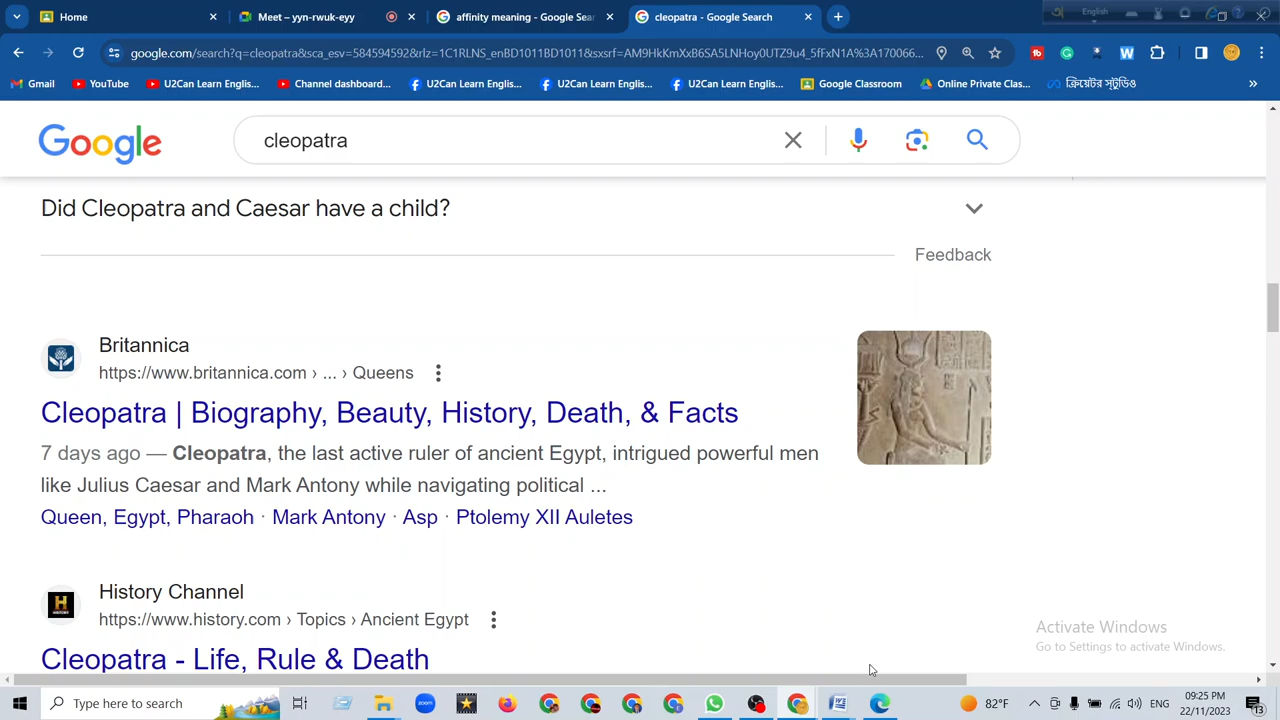 Home
Meet – yyn-rwuk-eyy
affinity meaning - Google Sear
cleopatra - Google Search
English
google.com/search?q=cleopatra&sca_esv=584594592&rlz=1C1RLNS_enBD1011BD1011&sxsrf=AM9HkKmXxB6SA5LNHoy0UTZ9u4_5fFxN1A%3A170066...
Gmail
YouTube
U2Can Learn Englis...
Channel dashboard...
U2Can Learn Englis...
U2Can Learn Englis...
U2Can Learn Englis...
Google Classroom
Online Private Clas...
ক্রিয়েটর স্টুডিও
Google
cleopatra
Did Cleopatra and Caesar have a child?
Feedback
Britannica
https://www.britannica.com › ... › Queens
Cleopatra | Biography, Beauty, History, Death, & Facts
7 days ago — Cleopatra, the last active ruler of ancient Egypt, intrigued powerful men
like Julius Caesar and Mark Antony while navigating political ...
Queen, Egypt, Pharaoh · Mark Antony · Asp · Ptolemy XII Auletes
History Channel
https://www.history.com › Topics › Ancient Egypt
Cleopatra - Life, Rule & Death
Activate Windows
Go to Settings to activate Windows.
Type here to search
zoom
82°F
09:25 PM
22/11/2023
13